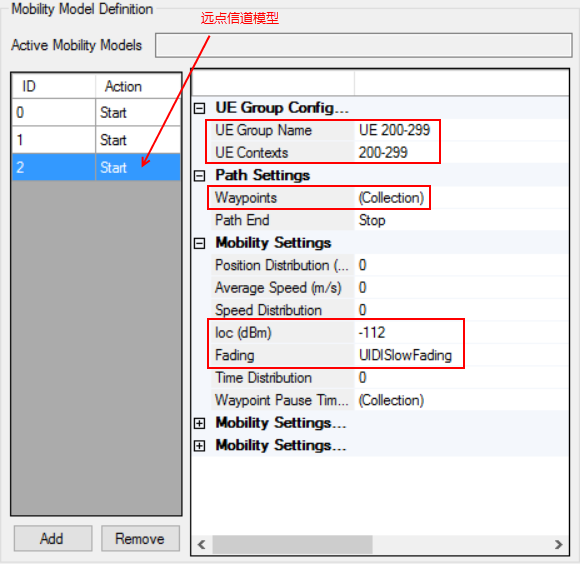 Mobility Model Definition
远点信道模型
Active Mobility Models
ID Action
0 Start
1 Start
2 Start
UE Group Config...
UE Group Name UE 200-299
UE Contexts 200-299
Path Settings
Waypoints (Collection)
Path End Stop
Mobility Settings
Position Distribution (... 0
Average Speed (m/s) 0
Speed Distribution 0
Ioc (dBm) -112
Fading UIDISlowFading
Time Distribution 0
Waypoint Pause Tim... (Collection)
Mobility Settings...
Mobility Settings...
Add Remove